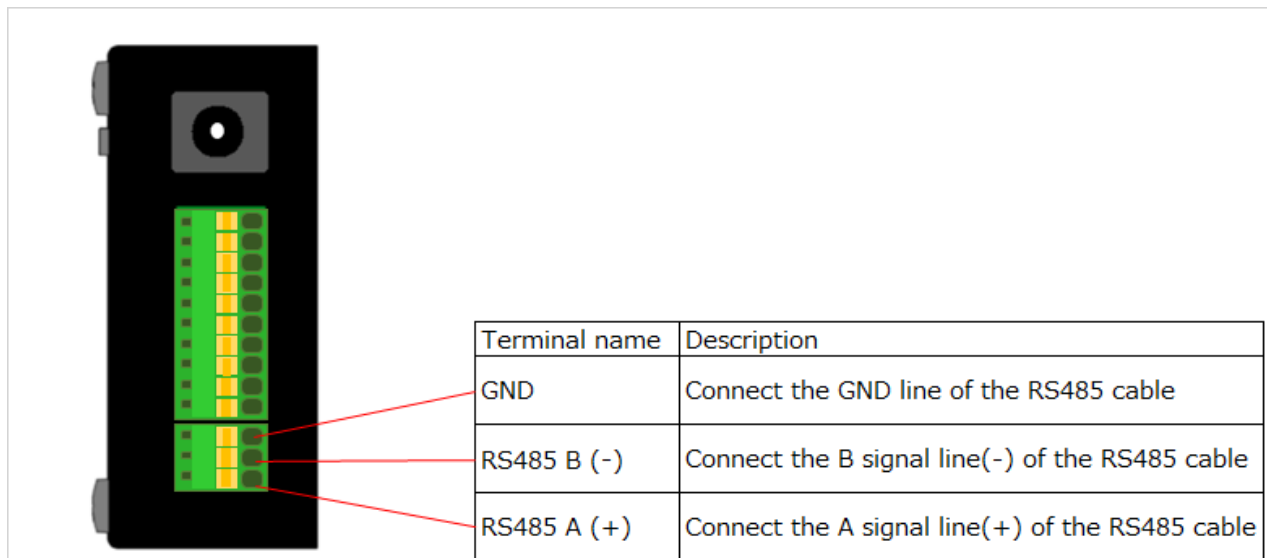 Terminal name Description
GND Connect the GND line of the RS485 cable
RS485 B (-) Connect the B signal line(-) of the RS485 cable
RS485 A (+) Connect the A signal line(+) of the RS485 cable